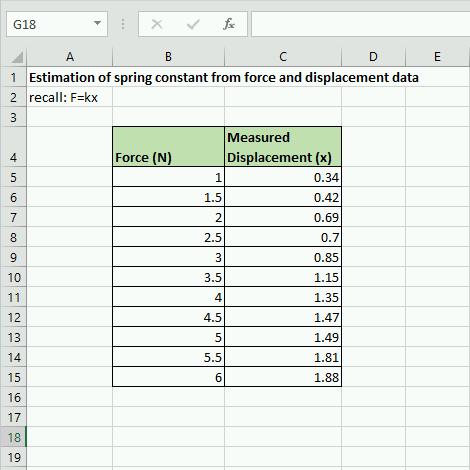 G18
fx
A B C D E
1 Estimation of spring constant from force and displacement data
2 recall: F=kx
3
Measured
4 Force (N) Displacement (x)
5 1 0.34
6 1.5 0.42
7 2 0.69
8 2.5 0.7
9 3 0.85
10 3.5 1.15
11 4 1.35
12 4.5 1.47
13 5 1.49
14 5.5 1.81
15 6 1.88
16
17
18
19